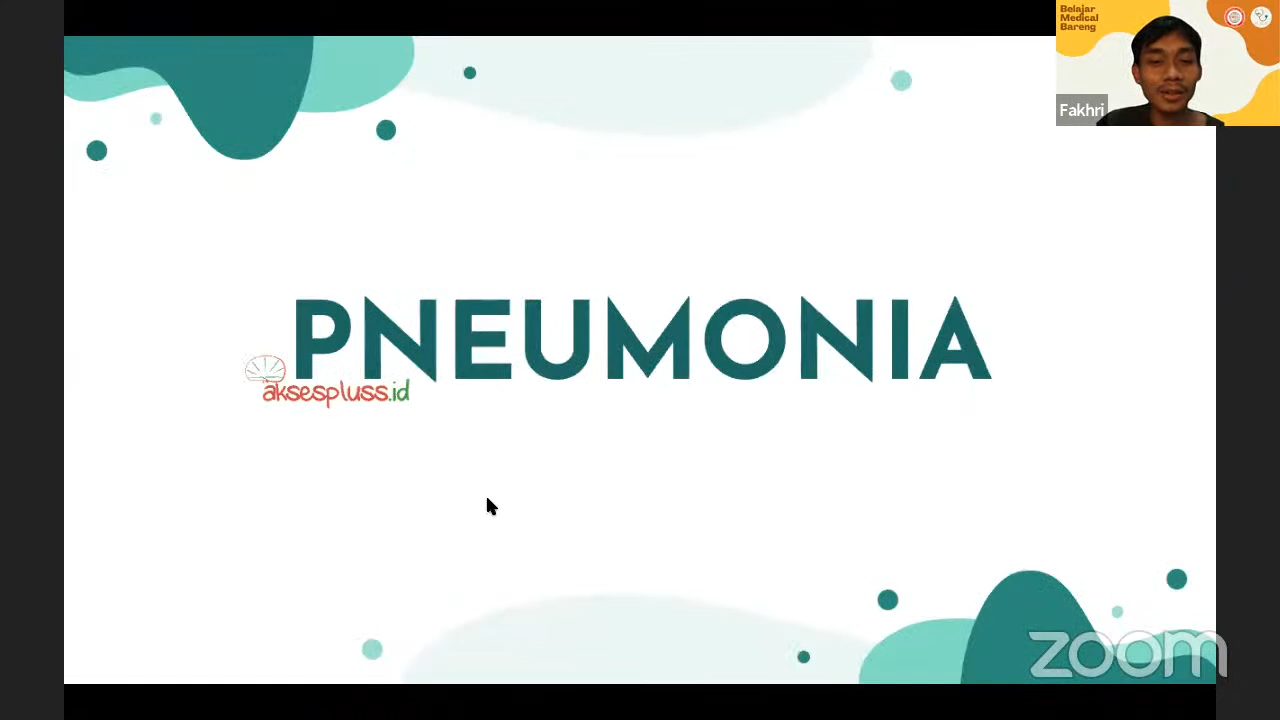 Belajar
Medical
Bareng
Fakhri
PNEUMONIA
aksespluss.id
zoom